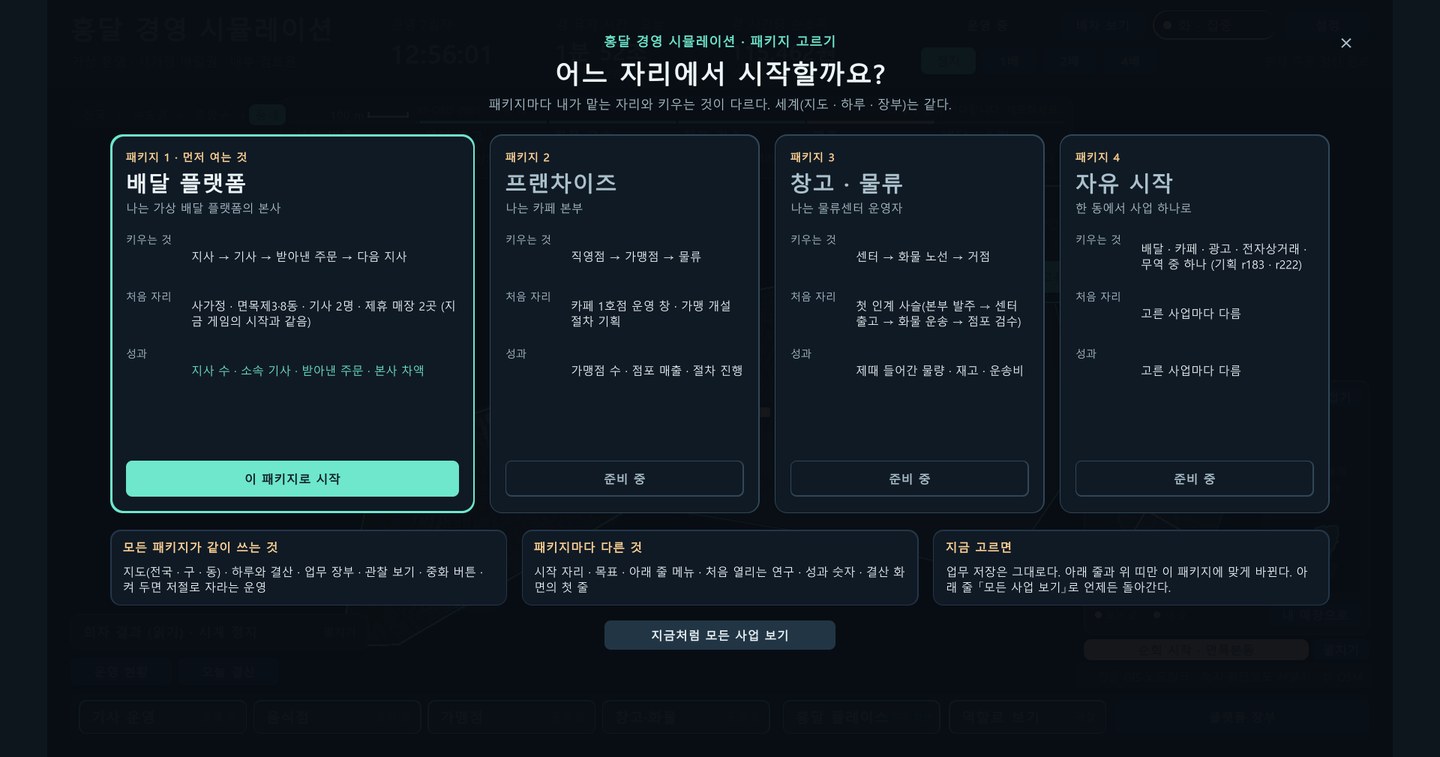 홍달 경영 시뮬레이션
12:56:01
홍달 경영 시뮬레이션 · 패키지 고르기
어느 자리에서 시작할까요?
패키지마다 내가 맡는 자리와 키우는 것이 다르다. 세계(지도 · 하루 · 장부)는 같다.
패키지 1 · 먼저 여는 것
배달 플랫폼
나는 가상 배달 플랫폼의 본사
키우는 것
지사 → 기사 → 받아낸 주문 → 다음 지사
처음 자리
사가정 · 면목제3·8동 · 기사 2명 · 제휴 매장 2곳 (지
금 게임의 시작과 같음)
성과
지사 수 · 소속 기사 · 받아낸 주문 · 본사 차액
이 패키지로 시작
패키지 2
프랜차이즈
나는 카페 본부
키우는 것
직영점 → 가맹점 → 물류
처음 자리
카페 1호점 운영 창 · 가맹 개설
절차 기획
성과
가맹점 수 · 점포 매출 · 절차 진행
준비 중
패키지 3
창고 · 물류
나는 물류센터 운영자
키우는 것
센터 → 화물 노선 → 거점
처음 자리
첫 인계 사슬(본부 발주 → 센터
출고 → 화물 운송 → 점포 검수)
성과
제때 들어간 물량 · 재고 · 운송비
준비 중
패키지 4
자유 시작
한 동에서 사업 하나로
키우는 것
배달 · 카페 · 광고 · 전자상거래 ·
무역 중 하나 (기획 r183 · r222)
처음 자리
고른 사업마다 다름
성과
고른 사업마다 다름
준비 중
모든 패키지가 같이 쓰는 것
지도(전국 · 구 · 동) · 하루와 결산 · 업무 장부 · 관찰 보기 · 중화 버튼 ·
켜 두면 저절로 자라는 운영
패키지마다 다른 것
시작 자리 · 목표 · 아래 줄 메뉴 · 처음 열리는 연구 · 성과 숫자 · 결산 화
면의 첫 줄
지금 고르면
업무 저장은 그대로다. 아래 줄과 위 띠만 이 패키지에 맞게 바뀐다. 아
래 줄 「모든 사업 보기」로 언제든 돌아간다.
지금처럼 모든 사업 보기